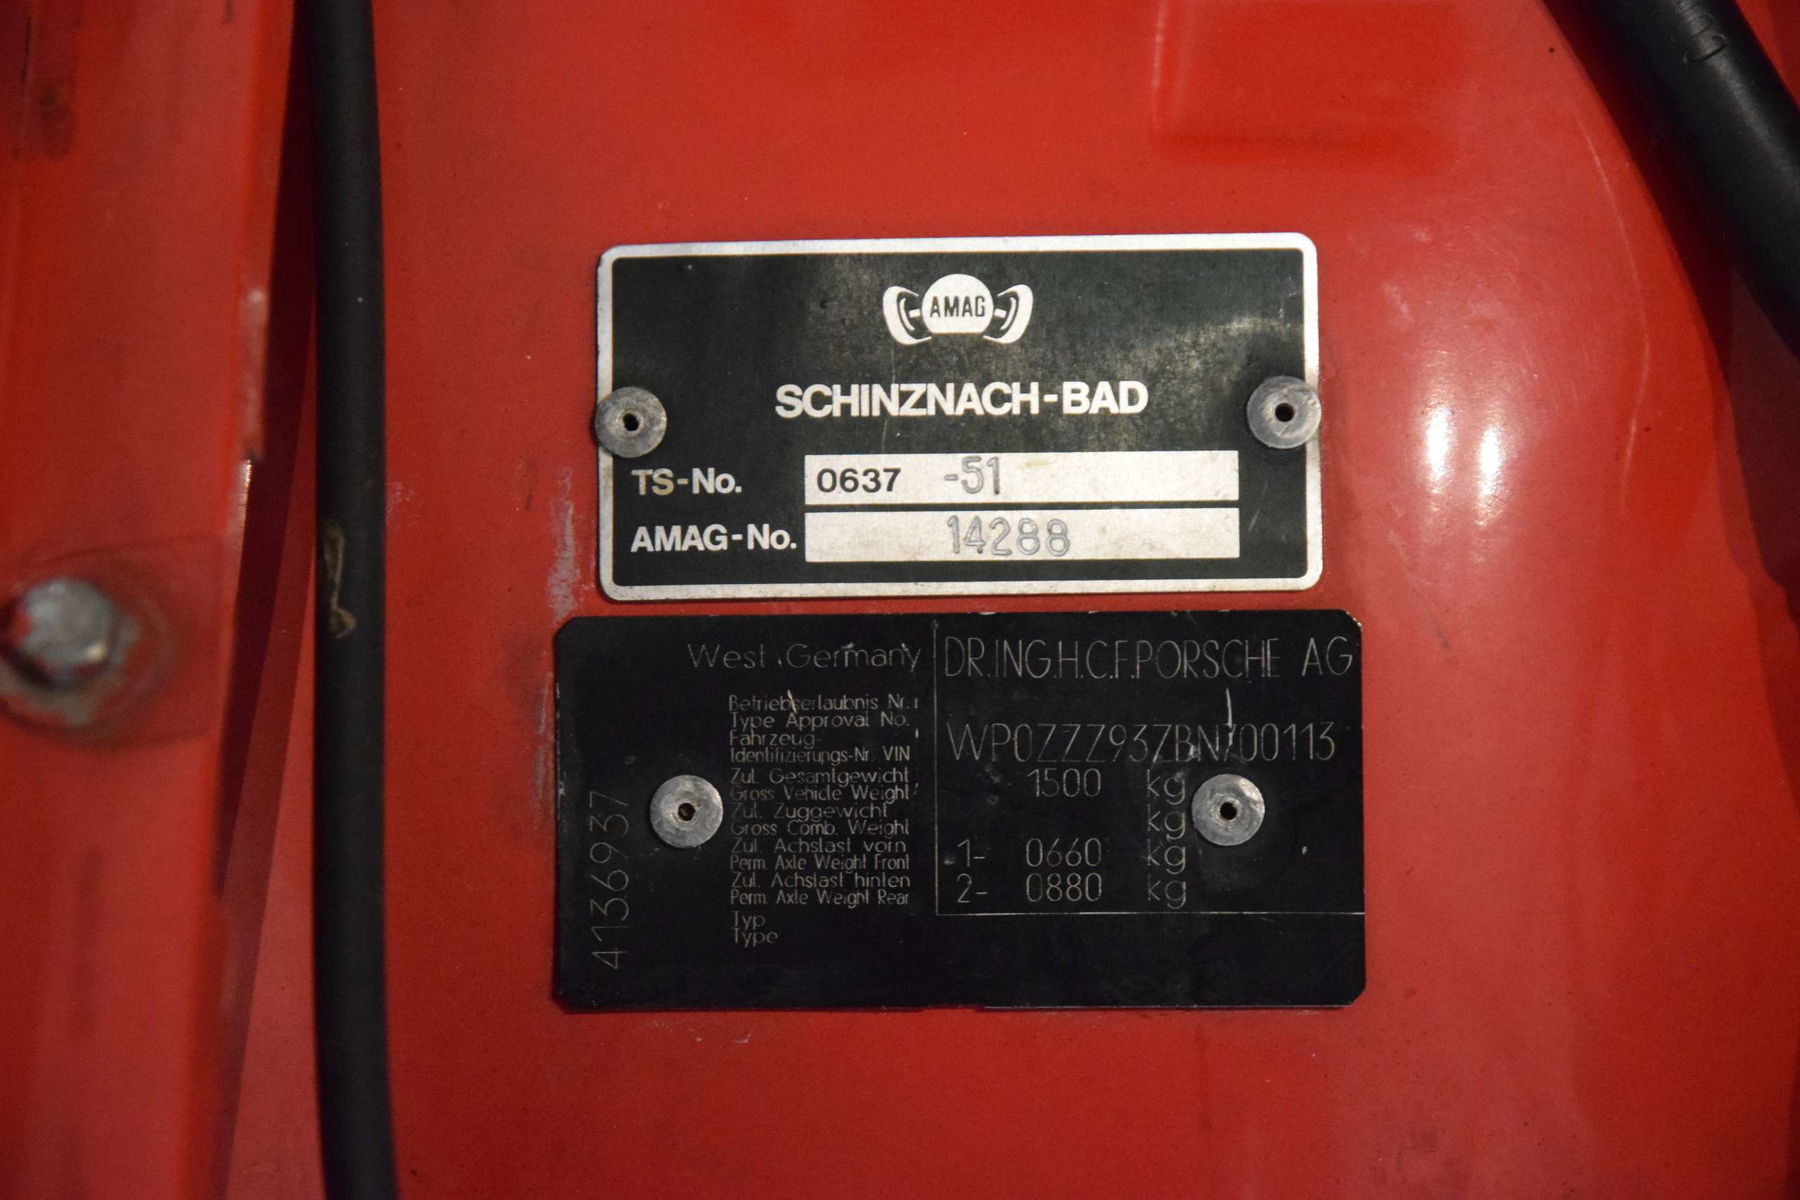 AMAG
SCHINZNACH-BAD
TS-No. 0637 -51
AMAG-No. 14288
West Germany DR.ING.H.C.F.PORSCHE AG
Betriebserlaubnis Nr.
Type Approval No.
Fahrzeug-
Identifizierungs-Nr. VIN WP0ZZZ93ZBN700113
Zul. Gesamtgewicht 1500 kg
Gross Vehicle Weight
Zul. Zuggewicht kg
Gross Comb. Weight
Zul. Achslast vorn 1- 0660 kg
Perm. Axle Weight Front
Zul. Achslast hinten 2- 0880 kg
Perm. Axle Weight Rear
Typ
Type
4136937